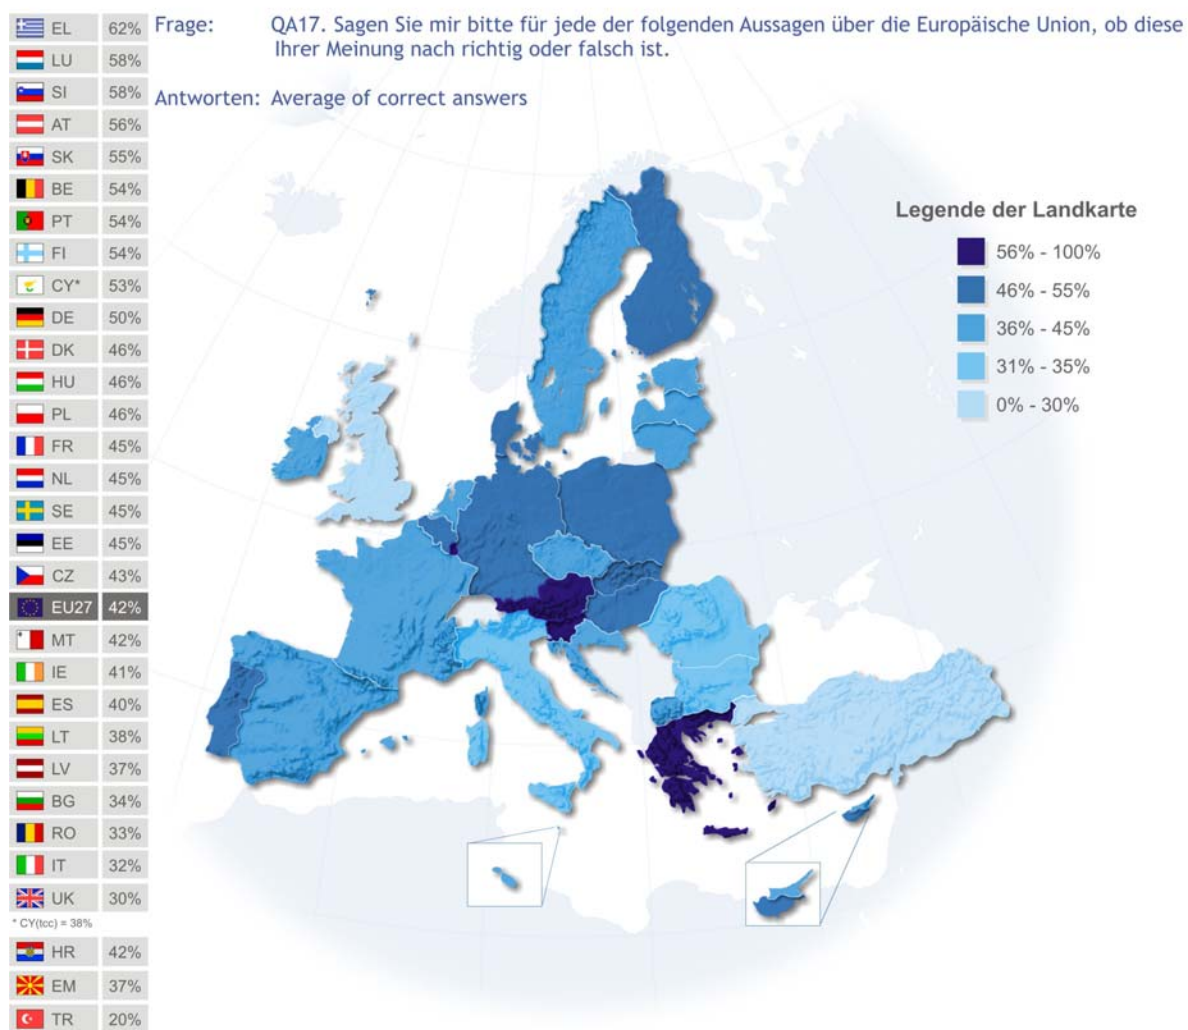 Frage: QA17. Sagen Sie mir bitte für jede der folgenden Aussagen über die Europäische Union, ob diese
Ihrer Meinung nach richtig oder falsch ist.
Antworten: Average of correct answers
EL 62%
LU 58%
SI 58%
AT 56%
SK 55%
BE 54%
PT 54%
FI 54%
CY* 53%
DE 50%
DK 46%
HU 46%
PL 46%
FR 45%
NL 45%
SE 45%
EE 45%
CZ 43%
EU27 42%
MT 42%
IE 41%
ES 40%
LT 38%
LV 37%
BG 34%
RO 33%
IT 32%
UK 30%
* CY(tcc) = 38%
HR 42%
EM 37%
TR 20%
Legende der Landkarte
56% - 100%
46% - 55%
36% - 45%
31% - 35%
0% - 30%